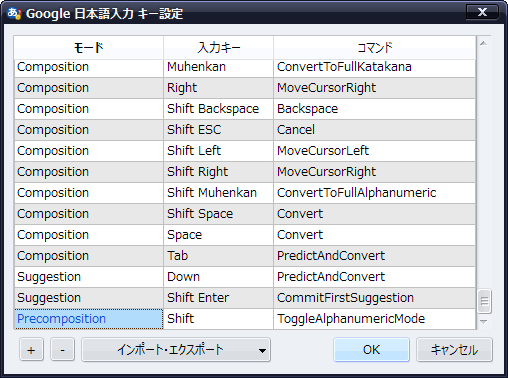 あ Google 日本語入力 キー設定
モード 入力キー コマンド
Composition Muhenkan ConvertToFullKatakana
Composition Right MoveCursorRight
Composition Shift Backspace Backspace
Composition Shift ESC Cancel
Composition Shift Left MoveCursorLeft
Composition Shift Right MoveCursorRight
Composition Shift Muhenkan ConvertToFullAlphanumeric
Composition Shift Space Convert
Composition Space Convert
Composition Tab PredictAndConvert
Suggestion Down PredictAndConvert
Suggestion Shift Enter CommitFirstSuggestion
Precomposition Shift ToggleAlphanumericMode
+ - インポート・エクスポート OK キャンセル